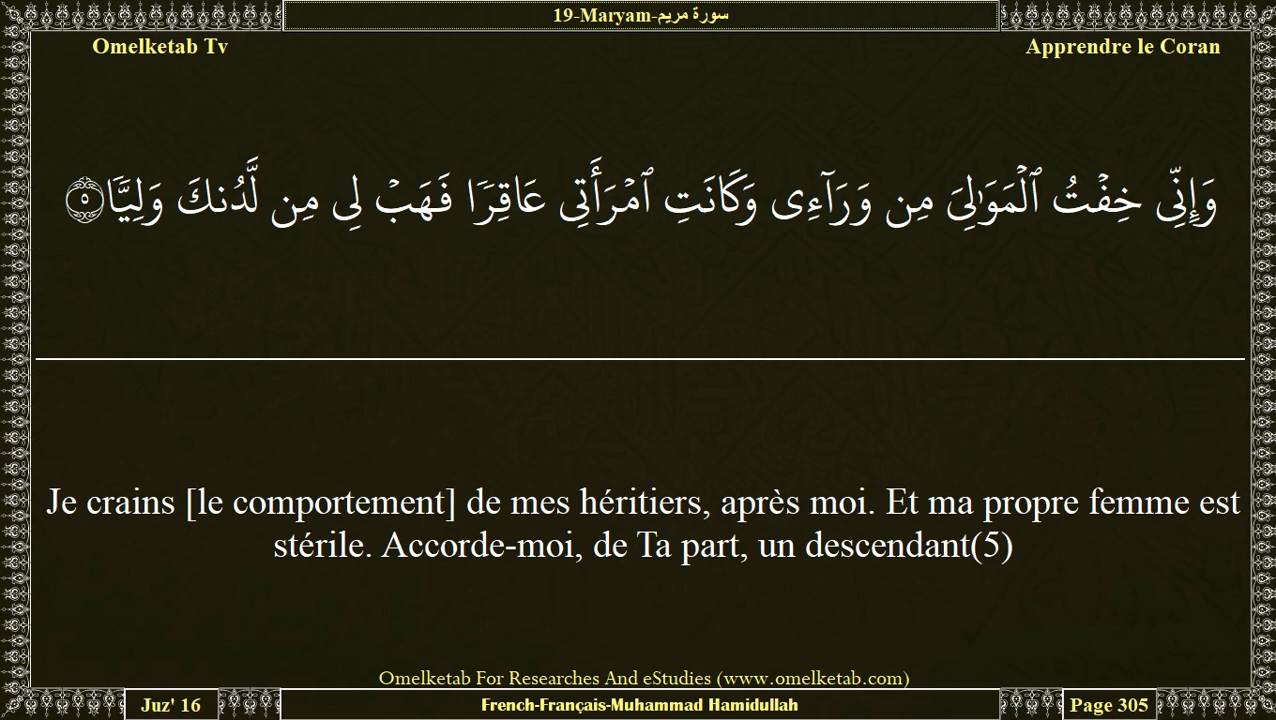 19-Maryam-سورة مريم
Omelketab Tv
Apprendre le Coran
وَإِنِّى خِفْتُ ٱلْمَوَٰلِىَ مِن وَرَآءِى وَكَانَتِ ٱمْرَأَتِى عَاقِرًا فَهَبْ لِى مِن لَّدُنكَ وَلِيًّا ٥
Je crains [le comportement] de mes héritiers, après moi. Et ma propre femme est
stérile. Accorde-moi, de Ta part, un descendant(5)
Omelketab For Researches And eStudies (www.omelketab.com)
Juz' 16
French-Français-Muhammad Hamidullah
Page 305